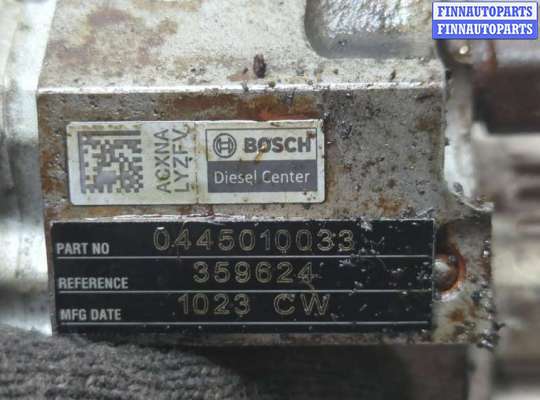 FINNAUTOPARTS
FINNAUTOPARTS
ACXNA
LYZFV
BOSCH
Diesel Center
PART NO 0445010033
REFERENCE 359624
MFG DATE 1023 CW